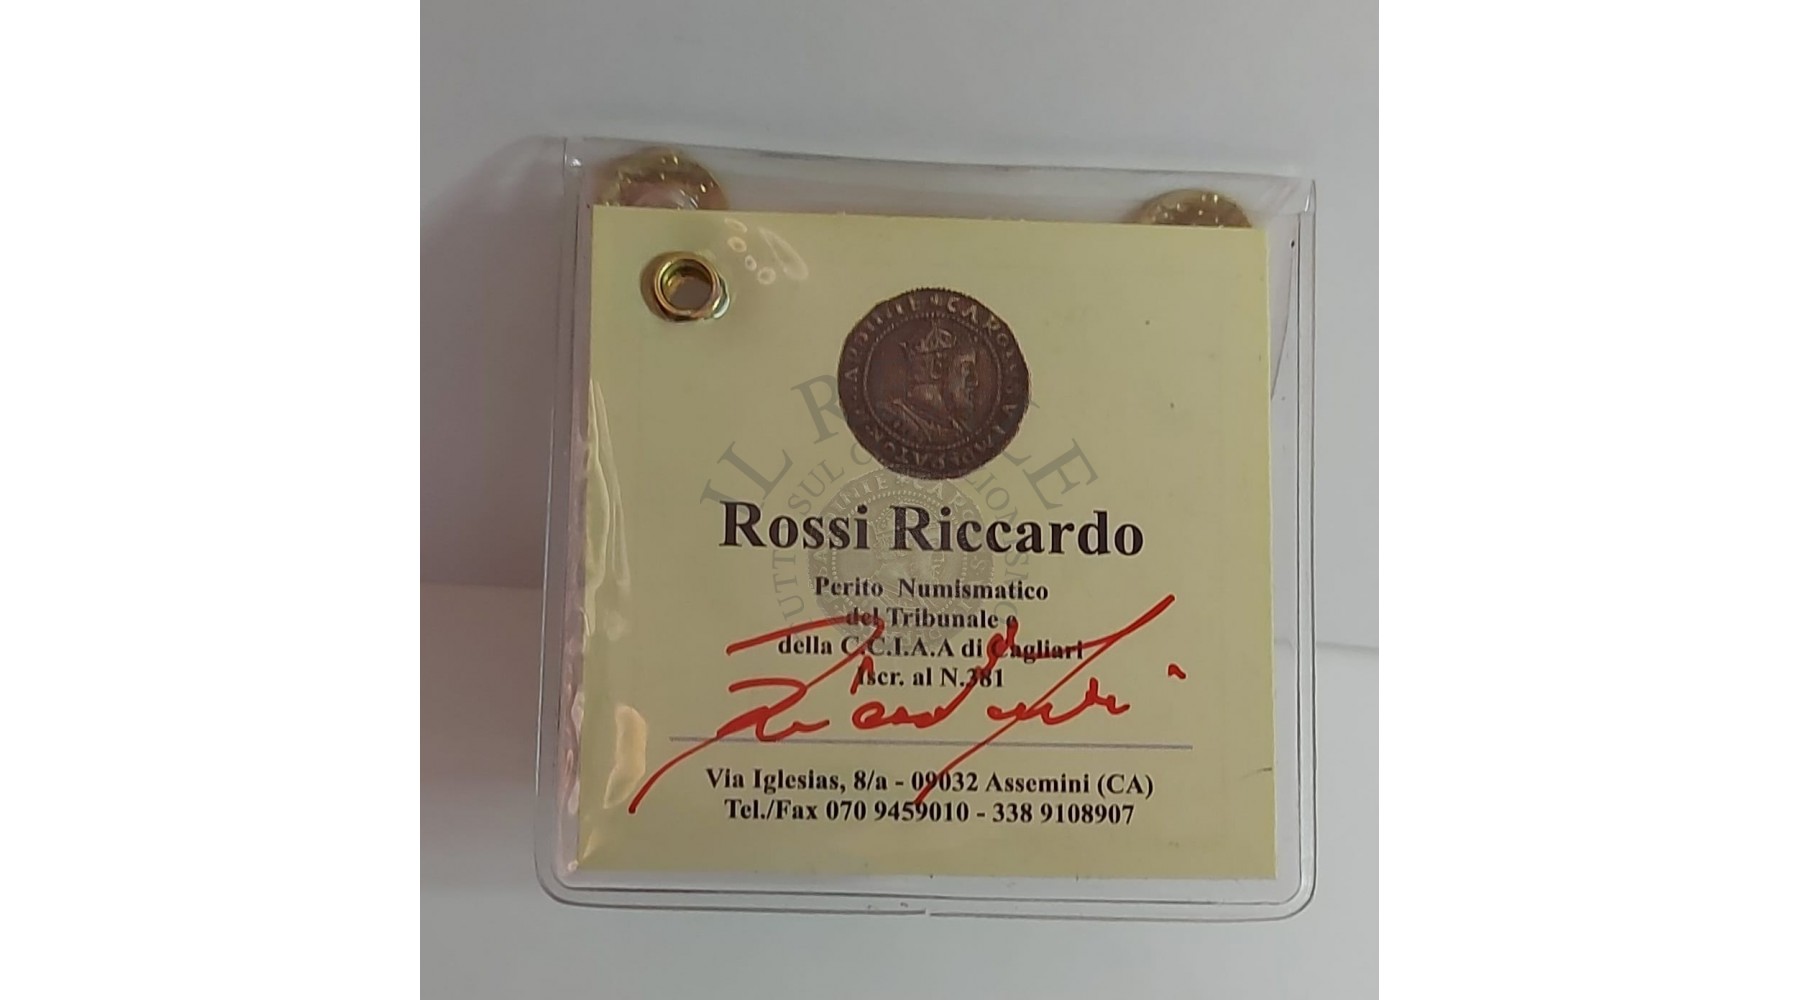 Rossi Riccardo
Perito Numismatico
del Tribunale e
della C.C.I.A.A di Cagliari
Iscr. al N.381
Via Iglesias, 8/a - 09032 Assemini (CA)
Tel./Fax 070 9459010 - 338 9108907